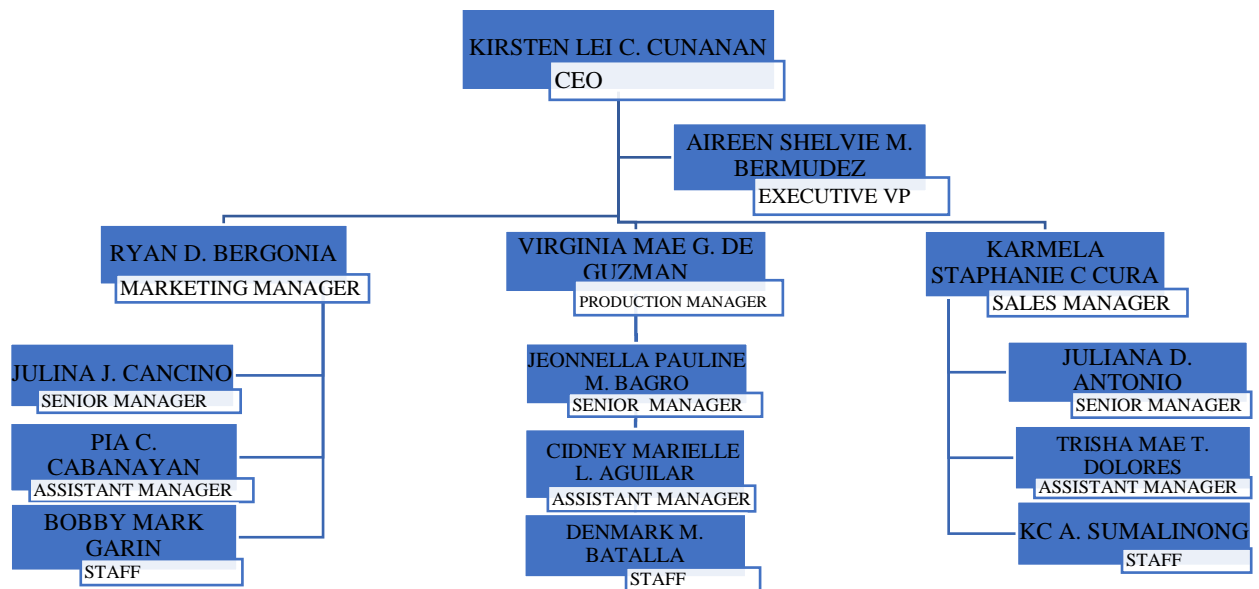 KIRSTEN LEI C. CUNANAN
CEO
AIREEN SHELVIE M.
BERMUDEZ
EXECUTIVE VP
RYAN D. BERGONIA
MARKETING MANAGER
VIRGINIA MAE G. DE
GUZMAN
PRODUCTION MANAGER
KARMELA
STAPHANIE C CURA
SALES MANAGER
JULINA J. CANCINO
SENIOR MANAGER
JEONNELLA PAULINE
M. BAGRO
SENIOR MANAGER
JULIANA D.
ANTONIO
SENIOR MANAGER
PIA C.
CABANAYAN
ASSISTANT MANAGER
CIDNEY MARIELLE
L. AGUILAR
ASSISTANT MANAGER
TRISHA MAE T.
DOLORES
ASSISTANT MANAGER
BOBBY MARK
GARIN
STAFF
DENMARK M.
BATALLA
STAFF
KC A. SUMALINONG
STAFF